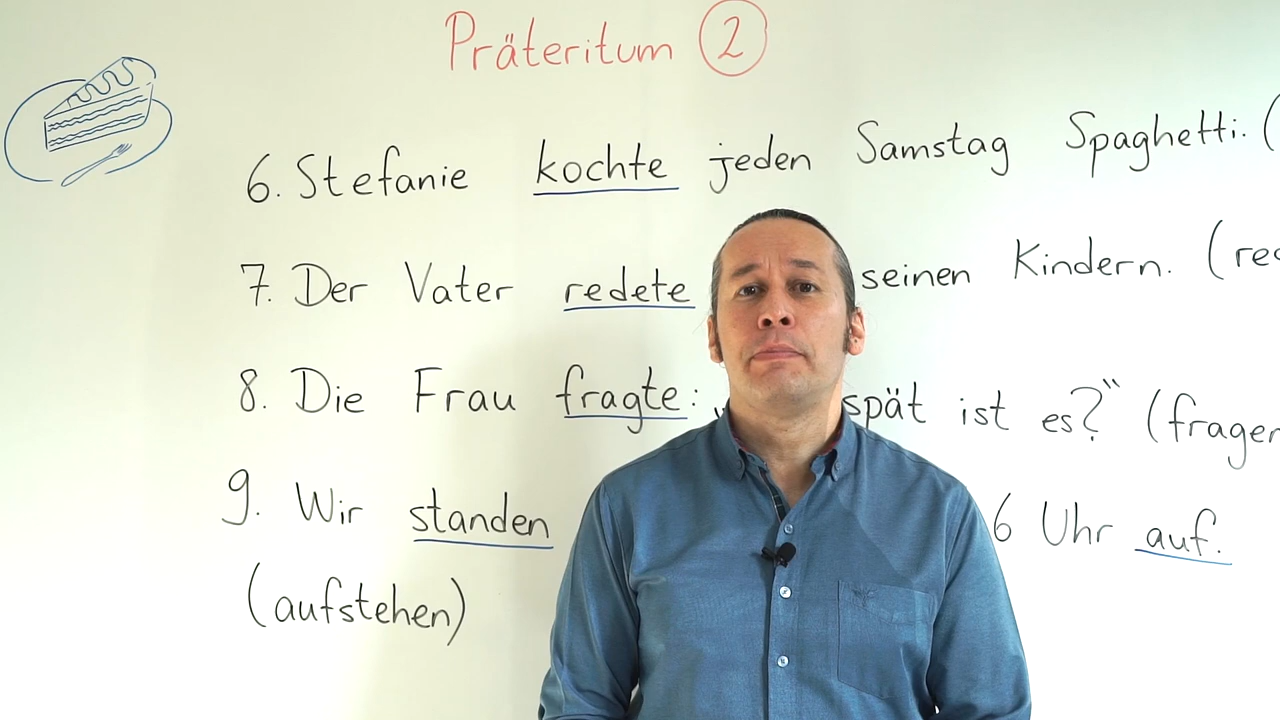 Präteritum 2
6. Stefanie kochte jeden Samstag Spaghetti. (
7. Der Vater redete seinen Kindern. (red
8. Die Frau fragte: „ spät ist es?“ (fragen
9. Wir standen 6 Uhr auf.
(aufstehen)